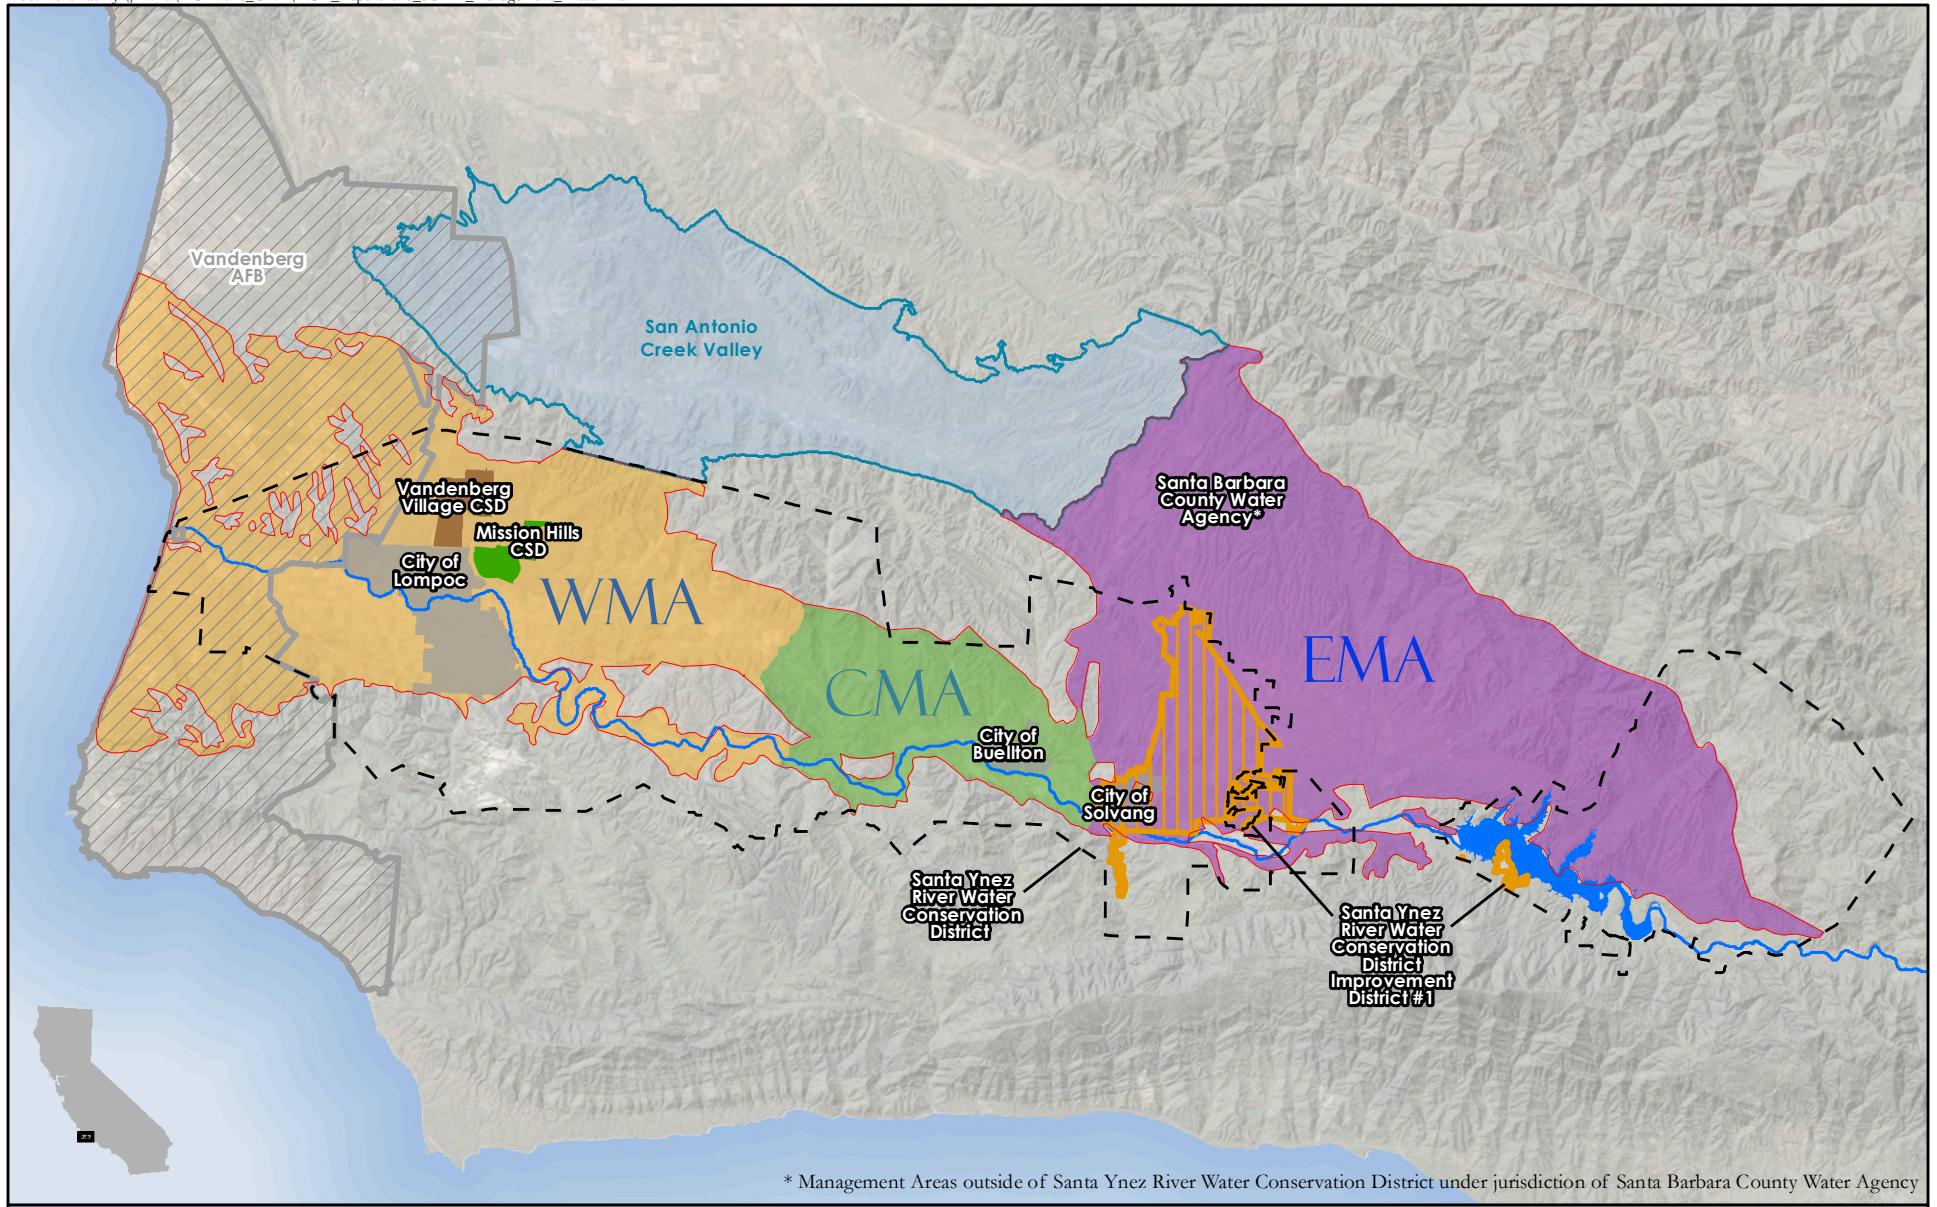 Vandenberg
AFB
San Antonio
Creek Valley
Santa Barbara
County Water
Agency*
Vandenberg
Village CSD
Mission Hills
CSD
City of
Lompoc
WMA
CMA
EMA
City of
Buellton
City of
Solvang
Santa Ynez
River Water
Conservation
District
Santa Ynez
River Water
Conservation
District
Improvement
District #1
* Management Areas outside of Santa Ynez River Water Conservation District under jurisdiction of Santa Barbara County Water Agency